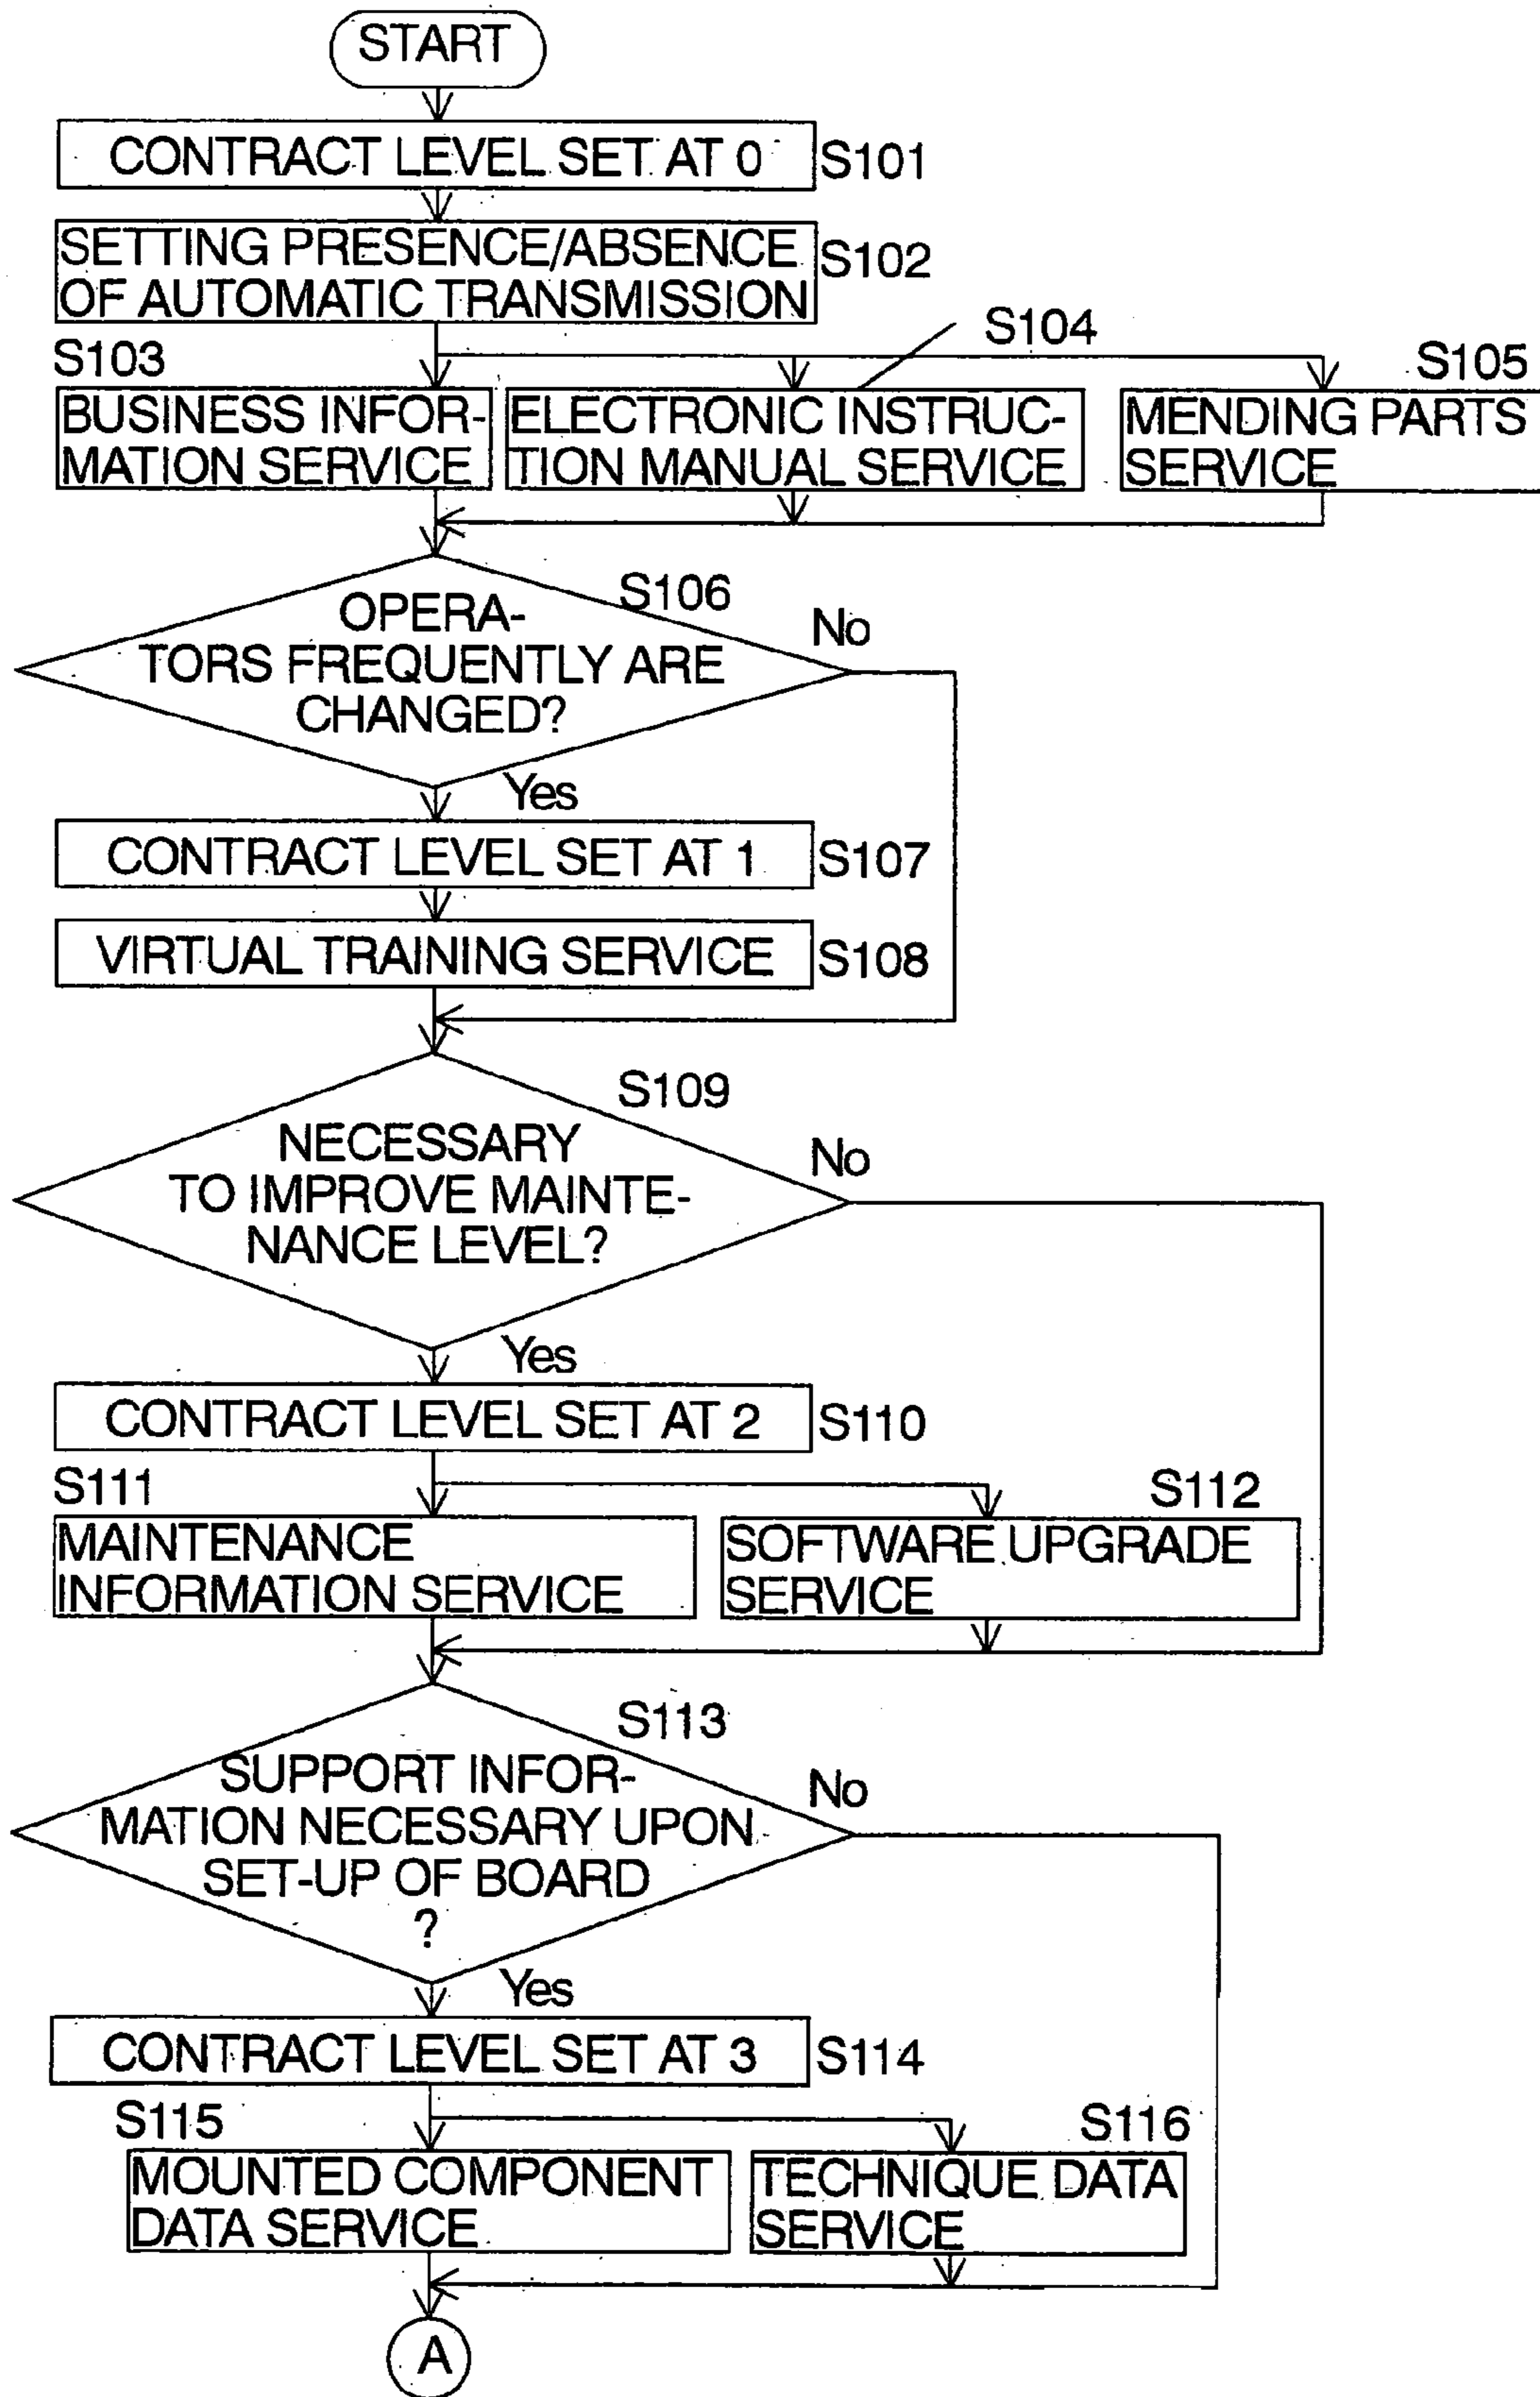 START
CONTRACT LEVEL SET AT 0
S101
SETTING PRESENCE/ABSENCE
OF AUTOMATIC TRANSMISSION
S102
S103
BUSINESS INFOR-
MATION SERVICE
S104
ELECTRONIC INSTRUC-
TION MANUAL SERVICE
S105
MENDING PARTS
SERVICE
S106
OPERA-
TORS FREQUENTLY ARE
CHANGED?
No
Yes
CONTRACT LEVEL SET AT 1
S107
VIRTUAL TRAINING SERVICE
S108
S109
NECESSARY
TO IMPROVE MAINTE-
NANCE LEVEL?
No
Yes
CONTRACT LEVEL SET AT 2
S110
S111
MAINTENANCE
INFORMATION SERVICE
S112
SOFTWARE UPGRADE
SERVICE
S113
SUPPORT INFOR-
MATION NECESSARY UPON
SET-UP OF BOARD
?
No
Yes
CONTRACT LEVEL SET AT 3
S114
S115
MOUNTED COMPONENT
DATA SERVICE
S116
TECHNIQUE DATA
SERVICE
A